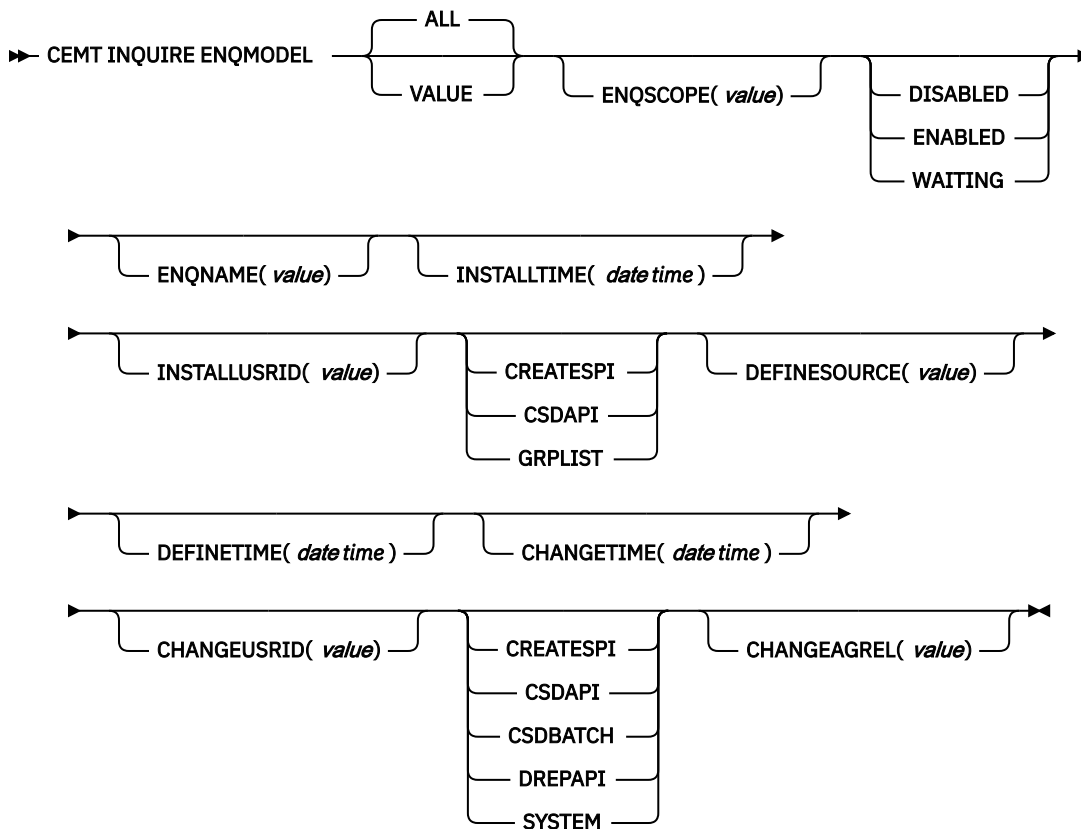 ALL
CEMT INQUIRE ENQMODEL
VALUE
ENQSCOPE( value)
DISABLED
ENABLED
WAITING
ENQNAME( value)
INSTALLTIME( date time )
INSTALLUSRID( value)
CREATESPI
CSDAPI
GRPLIST
DEFINESOURCE( value)
DEFINETIME( date time )
CHANGETIME( date time )
CHANGEUSRID( value)
CREATESPI
CSDAPI
CSDBATCH
DREPAPI
SYSTEM
CHANGEAGREL( value)